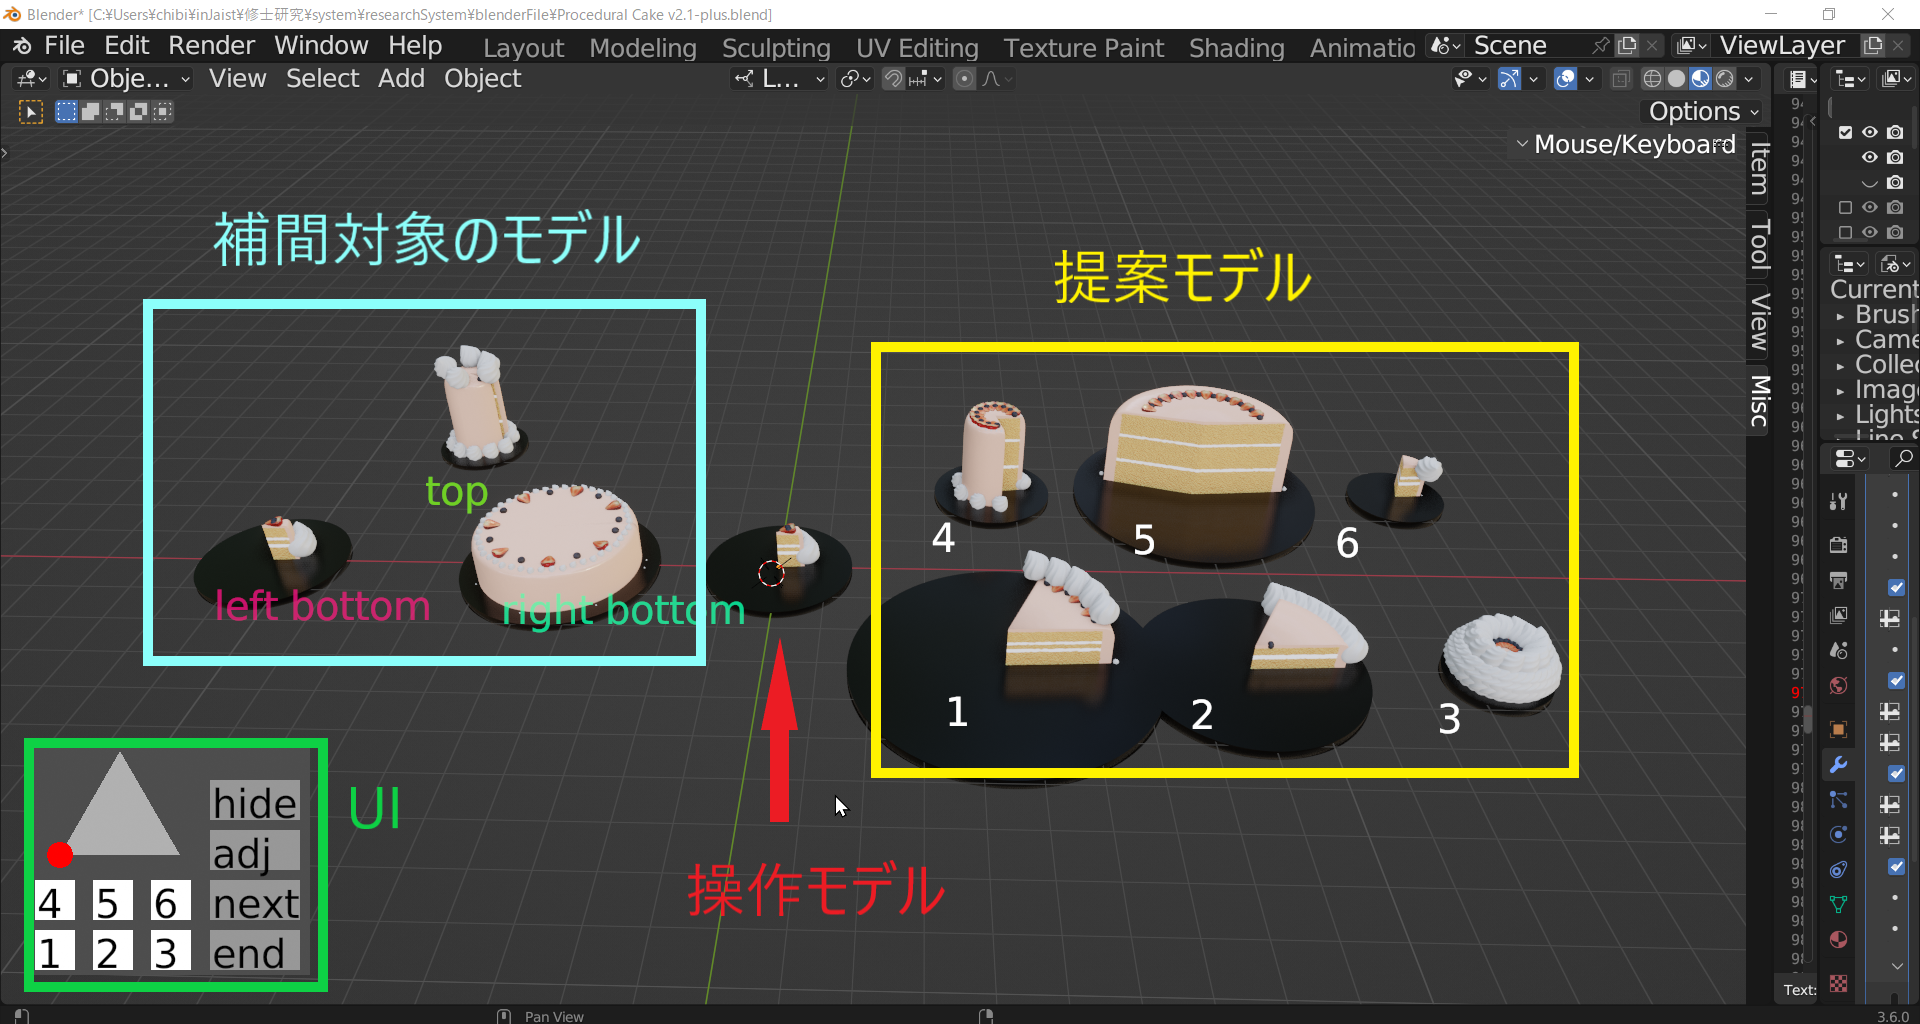 Blender* [C:¥Users¥chibi¥inJaist¥修士研究¥system¥researchSystem¥blenderFile¥Procedural Cake v2.1-plus.blend]
File Edit Render Window Help Layout Modeling Sculpting UV Editing Texture Paint Shading Animatio Scene ViewLayer
Obje... View Select Add Object L...
Options
Mouse/Keyboard
Item
Tool
View
Misc
補間対象のモデル
提案モデル
top
left bottom
right bottom
4
5
6
1
2
3
UI
hide
adj
4 5 6 next
1 2 3 end
操作モデル
Current
Brush
Came
Collec
Imag
Lights
Text:
Pan View
3.6.0